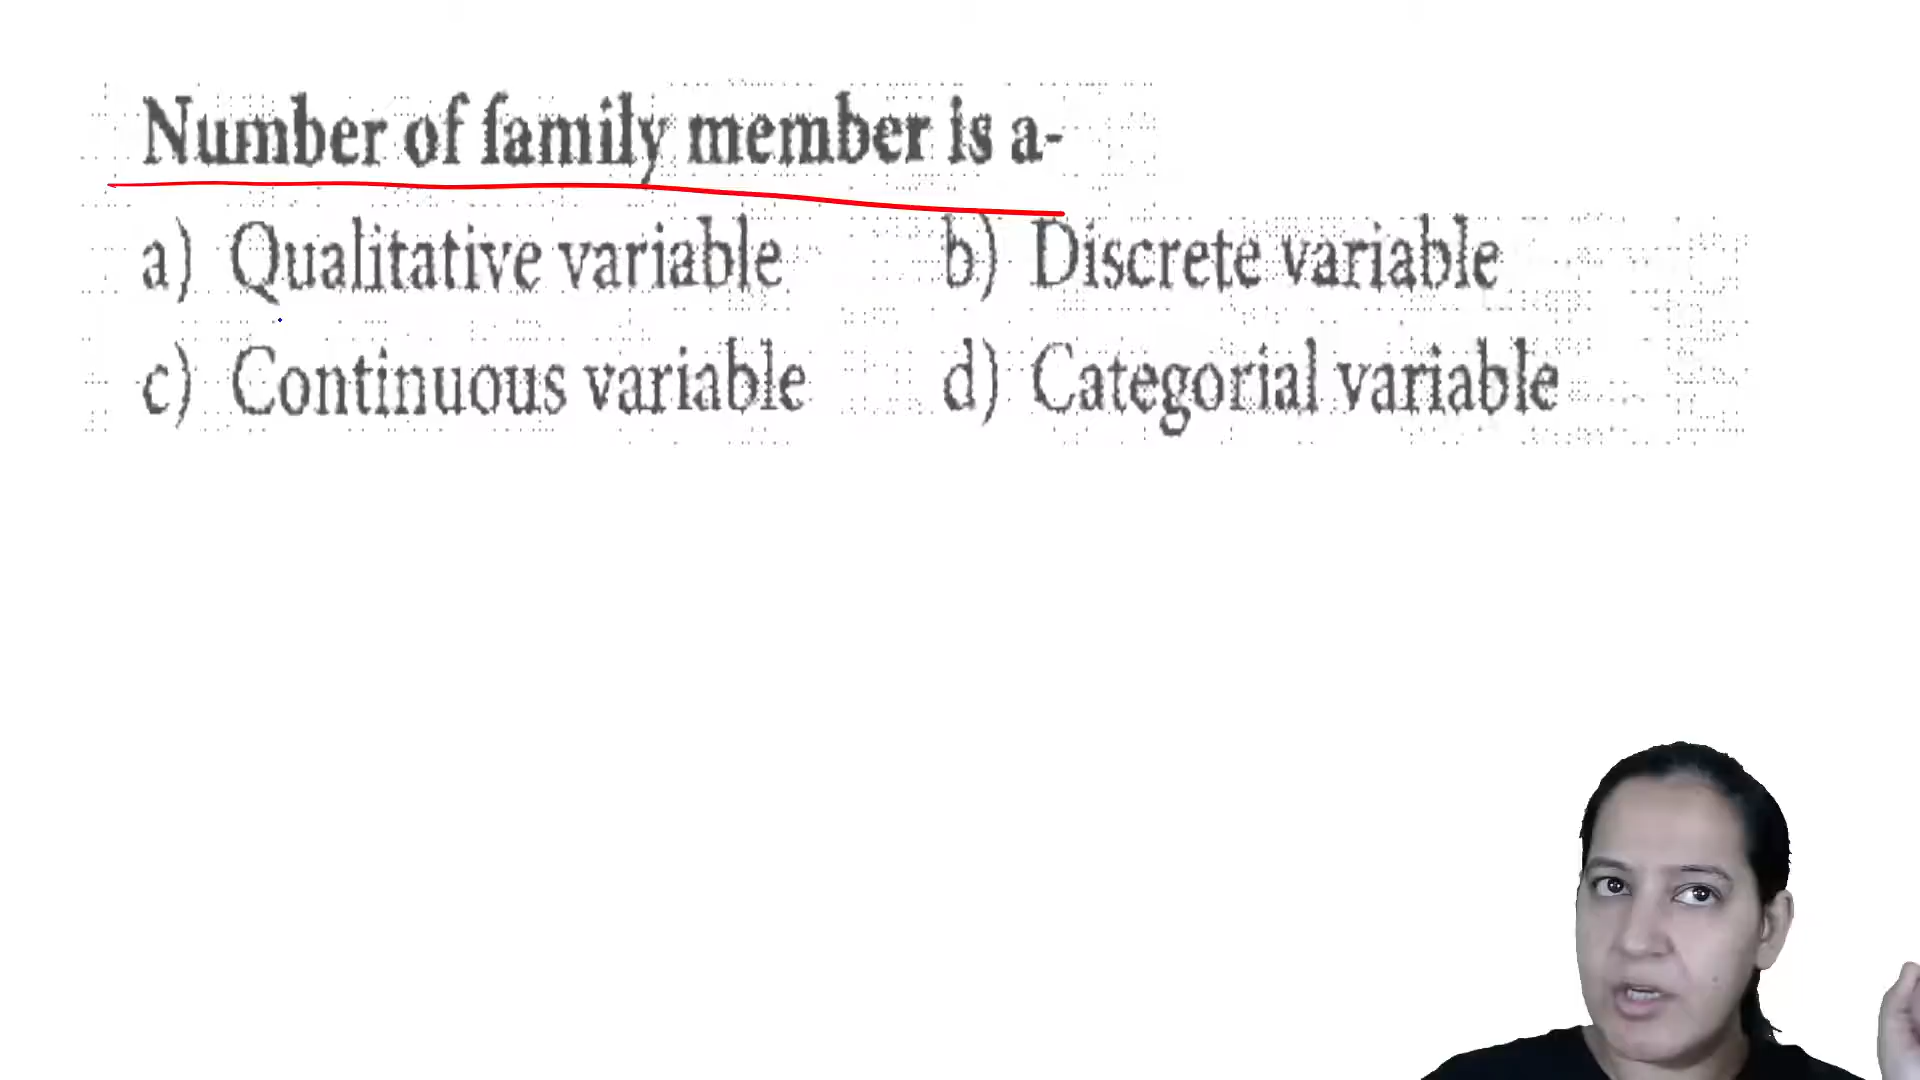 Number of family member is a-
a) Qualitative variable b) Discrete variable
c) Continuous variable d) Categorial variable